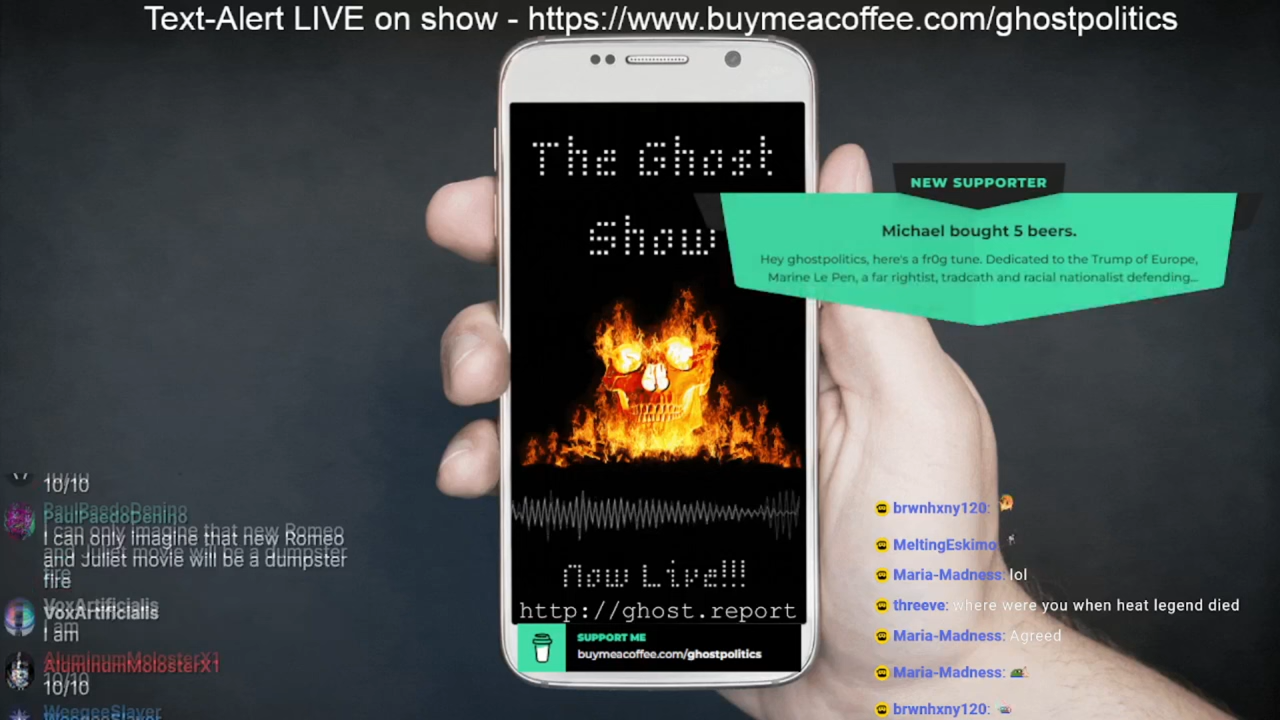 Text-Alert LIVE on show - https://www.buymeacoffee.com/ghostpolitics
The Ghost
Show
NEW SUPPORTER
Michael bought 5 beers.
Hey ghostpolitics, here's a fr0g tune. Dedicated to the Trump of Europe,
Marine Le Pen, a far rightist, tradcath and racial nationalist defending...
Now Live!!!
http://ghost.report
SUPPORT ME
buymeacoffee.com/ghostpolitics
10/10
PaulPaedoDenino
I can only imagine that new Romeo
and Juliet movie will be a dumpster
fire
VoxArtificialis
I am
AluminumMolosterX1
10/10
WeegeeSlayer
brwnhxny120:
MeltingEskimo
Maria-Madness: lol
threeve: where were you when heat legend died
Maria-Madness: Agreed
Maria-Madness:
brwnhxny120: